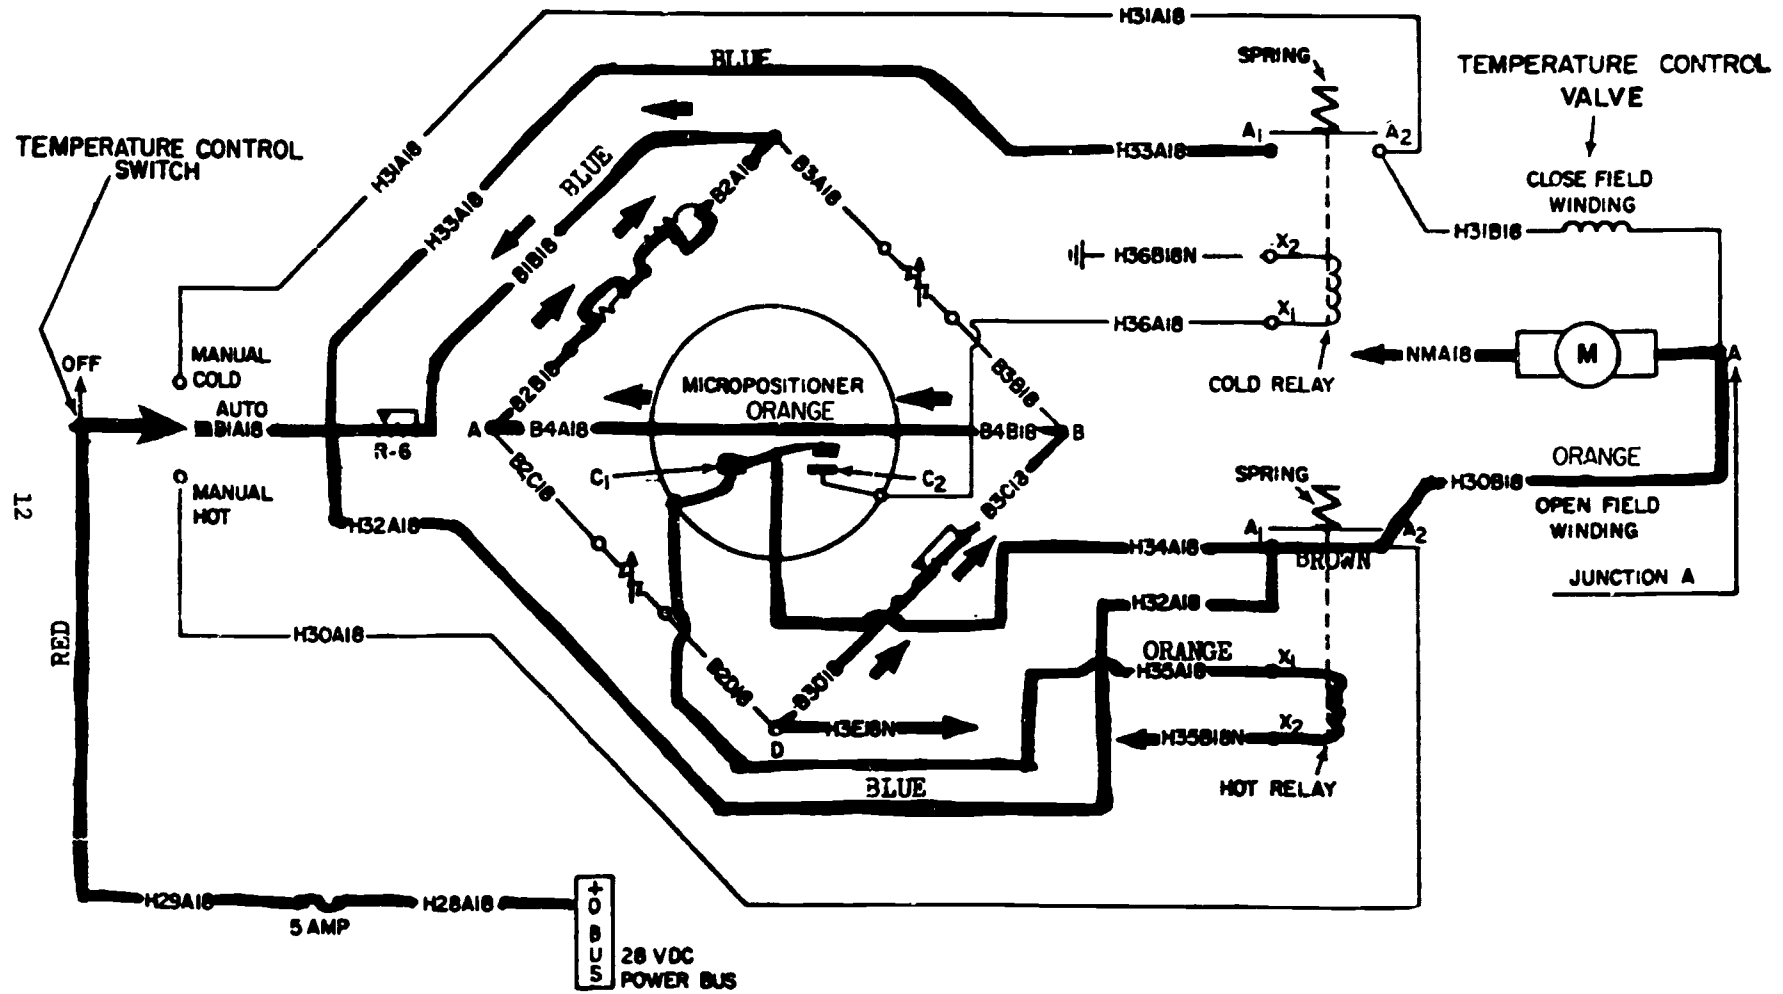 H31A18
BLUE
SPRING
TEMPERATURE CONTROL
VALVE
A1
A2
TEMPERATURE CONTROL
SWITCH
H31A18
BLUE
B2A18
B3A18
H33A18
CLOSE FIELD
WINDING
H33A18
H31B18
B1B18
H36B18N
X2
H36A18
X1
OFF
MANUAL
COLD
B2B18
MICROPOSITIONER
ORANGE
B3B18
COLD RELAY
NMA18
M
A
AUTO
B1A18
R-6
A
B4A18
B4B18
B
B2C18
C1
C2
B3C18
SPRING
ORANGE
H30B18
OPEN FIELD
WINDING
MANUAL
HOT
12
H32A18
A1
A2
H34A18
BROWN
JUNCTION A
H32A18
RED
H30A18
B2D18
B3D18
ORANGE
H35A18
X1
H3E18N
D
H35B18N
X2
BLUE
HOT RELAY
H29A18
5 AMP
H28A18
+D BUS
28 VDC
POWER BUS